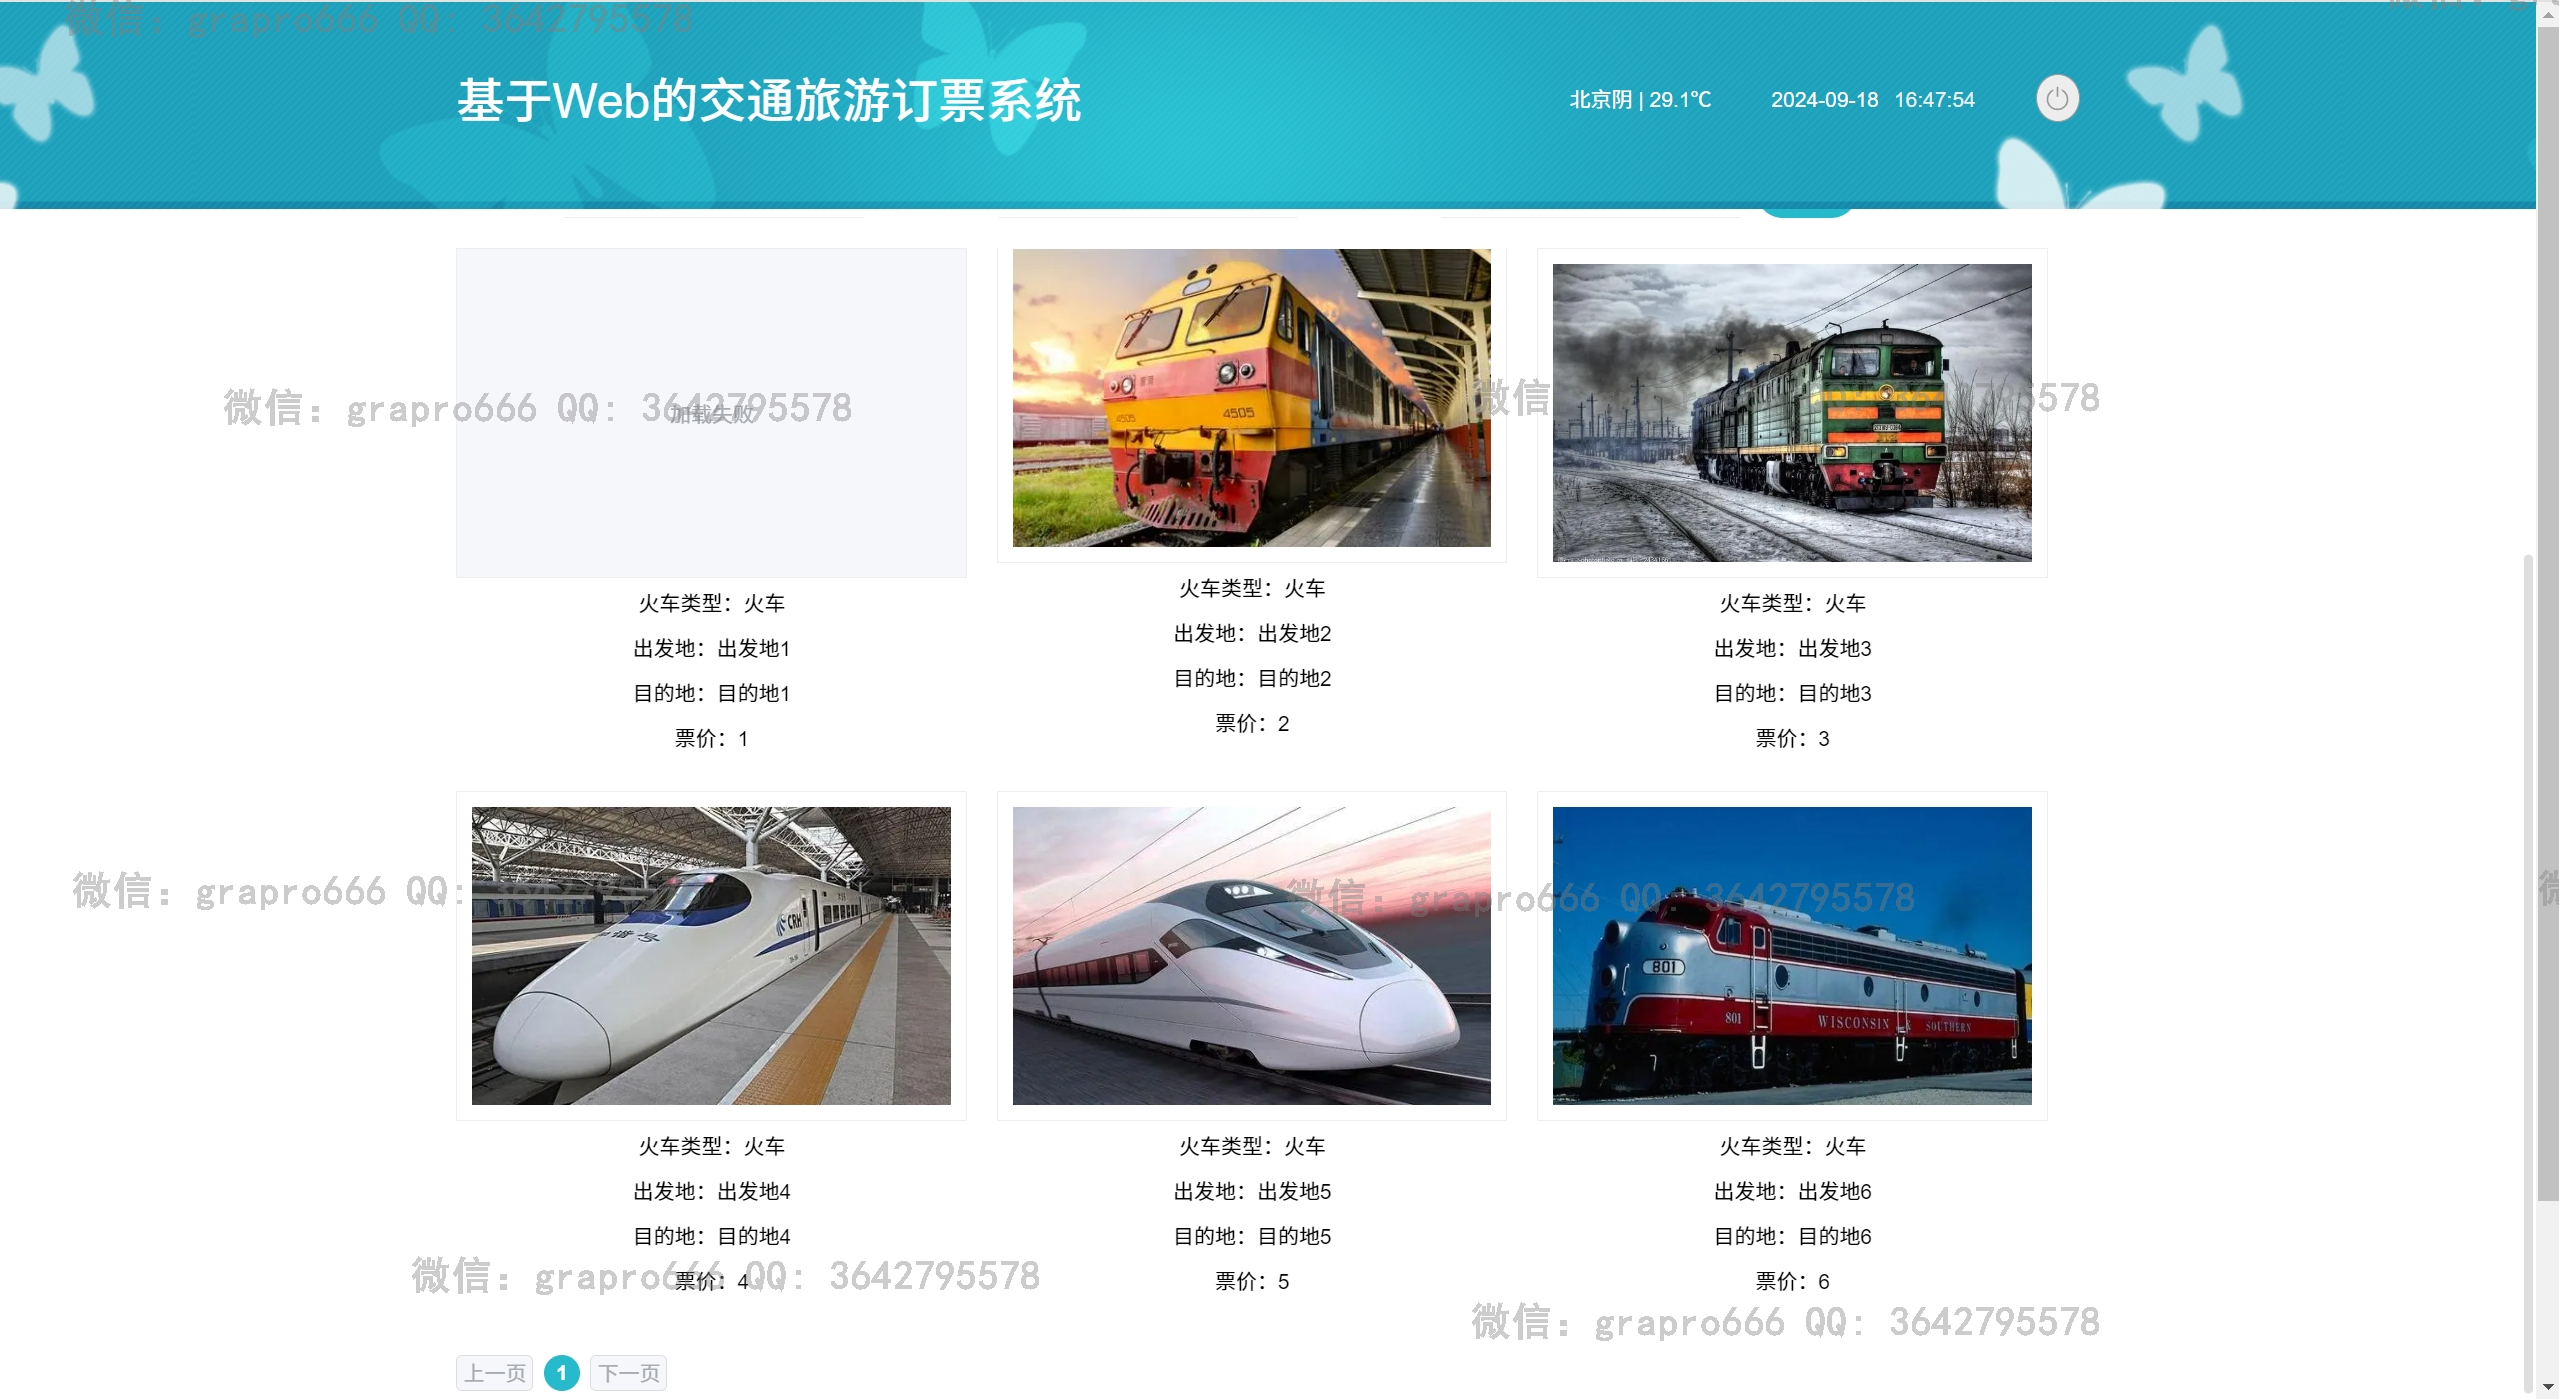 微信: grapro666 QQ: 3642795578
基于Web的交通旅游订票系统
北京阴 | 29.1℃ 2024-09-18 16:47:54
微信: grapro666 QQ: 3642795578
加载失败
4505
4505
微信
5578
火车类型：火车
出发地：出发地1
目的地：目的地1
票价：1
火车类型：火车
出发地：出发地2
目的地：目的地2
票价：2
火车类型：火车
出发地：出发地3
目的地：目的地3
票价：3
微信: grapro666 QQ:
CRH
谐号
微信: grapro666 QQ: 3642795578
801
801 WISCONSIN & SOUTHERN
火车类型：火车
出发地：出发地4
目的地：目的地4
票价：4
火车类型：火车
出发地：出发地5
目的地：目的地5
票价：5
火车类型：火车
出发地：出发地6
目的地：目的地6
票价：6
微信: grapro666 QQ: 3642795578
微信: grapro666 QQ: 3642795578
上一页 1 下一页